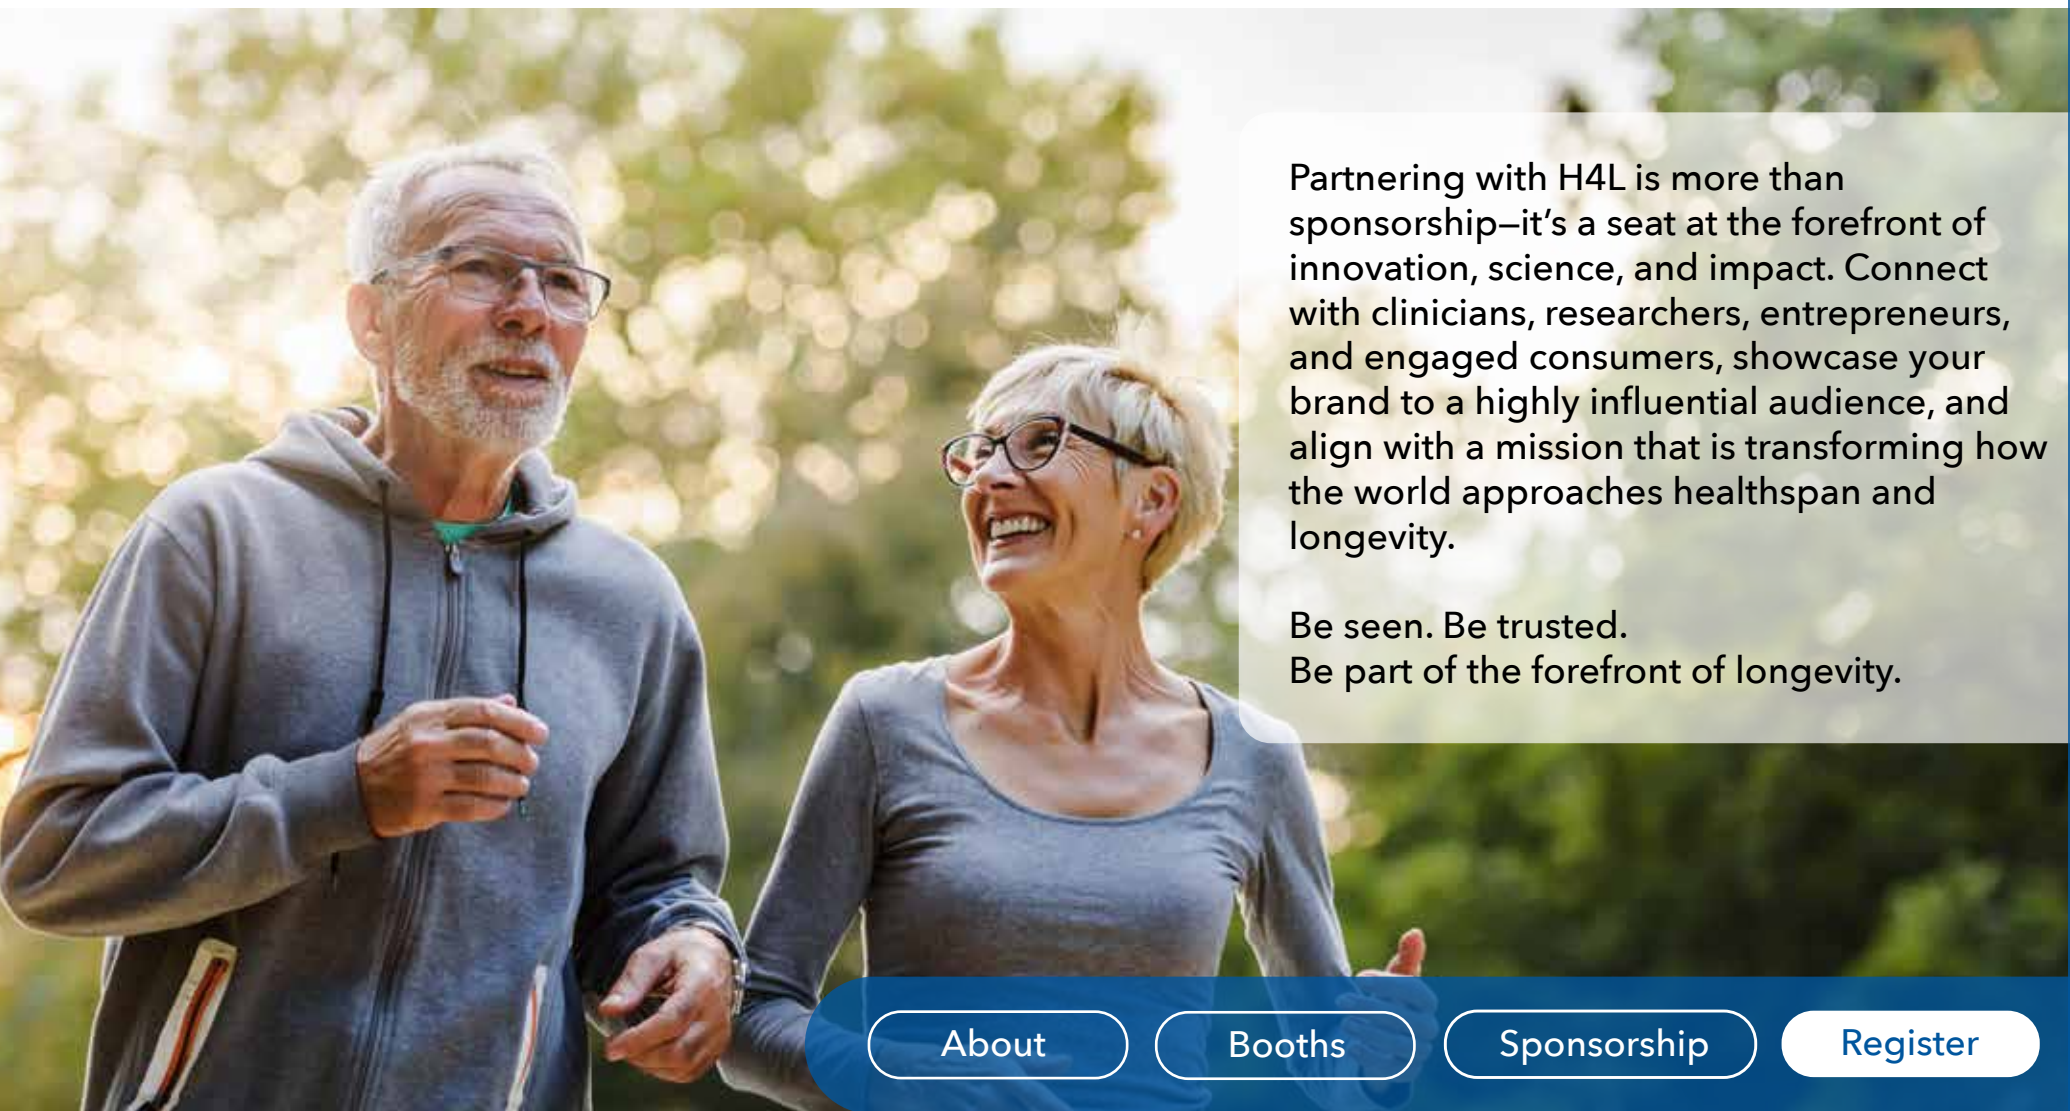 Partnering with H4L is more than
sponsorship—it's a seat at the forefront of
innovation, science, and impact. Connect
with clinicians, researchers, entrepreneurs,
and engaged consumers, showcase your
brand to a highly influential audience, and
align with a mission that is transforming how
the world approaches healthspan and
longevity.
Be seen. Be trusted.
Be part of the forefront of longevity.
About
Booths
Sponsorship
Register